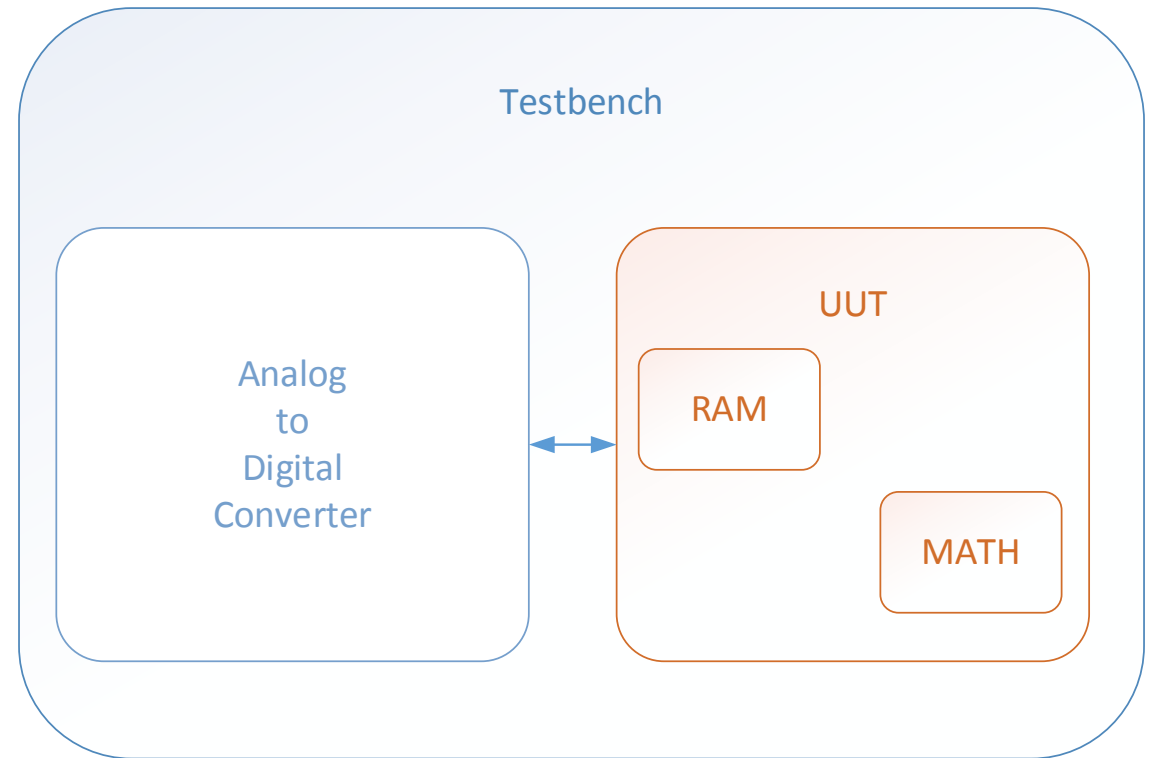 Testbench
Analog
to
Digital
Converter
UUT
RAM
MATH